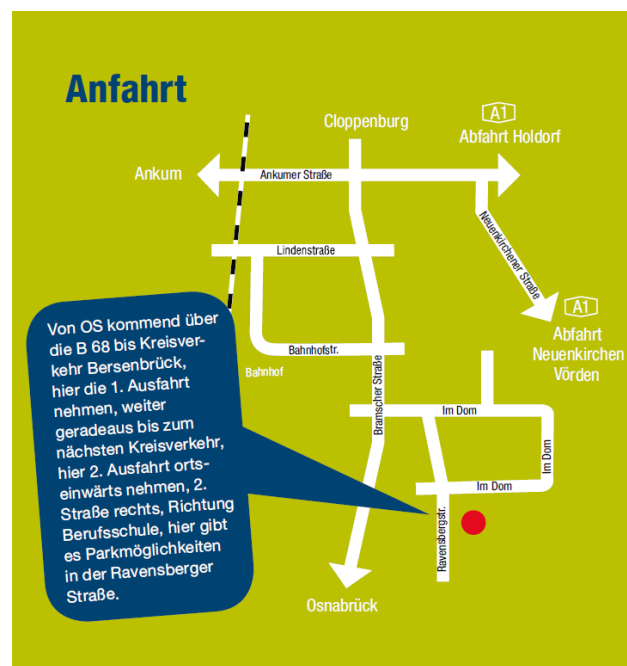 Anfahrt
Cloppenburg
A1
Abfahrt Holdorf
Ankum
Ankumer Straße
Neuenkirchener Straße
Lindenstraße
A1
Abfahrt
Neuenkirchen
Vörden
Bahnhofstr.
Bahnhof
Bramscher Straße
Im Dom
Im Dom
Im Dom
Ravensbergstr.
Osnabrück
Von OS kommend über
die B 68 bis Kreisver-
kehr Bersenbrück,
hier die 1. Ausfahrt
nehmen, weiter
geradeaus bis zum
nächsten Kreisverkehr,
hier 2. Ausfahrt orts-
einwärts nehmen, 2.
Straße rechts, Richtung
Berufsschule, hier gibt
es Parkmöglichkeiten
in der Ravensberger
Straße.